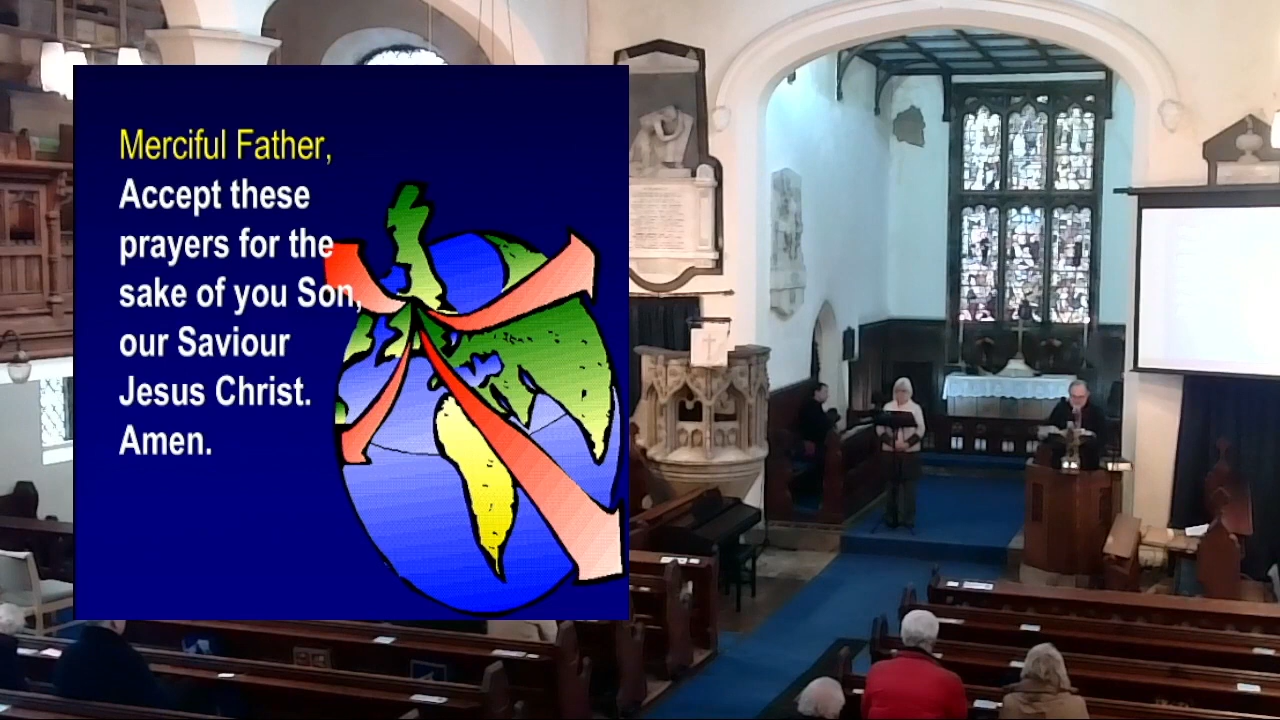 Merciful Father,
Accept these
prayers for the
sake of you Son,
our Saviour
Jesus Christ.
Amen.